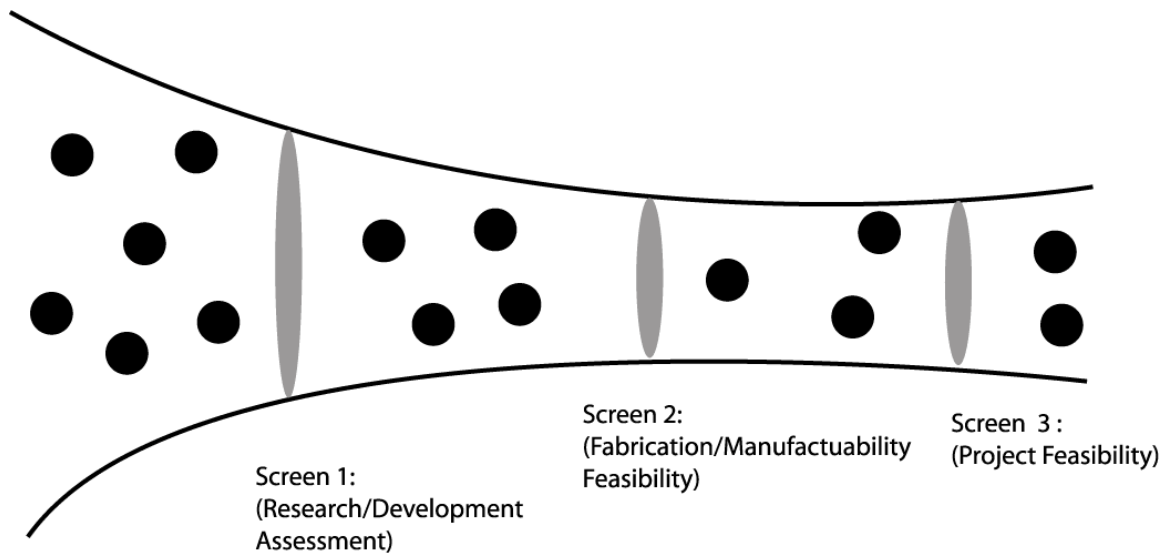 Screen 1:
(Research/Development
Assessment)
Screen 2:
(Fabrication/Manufactuability
Feasibility)
Screen 3 :
(Project Feasibility)